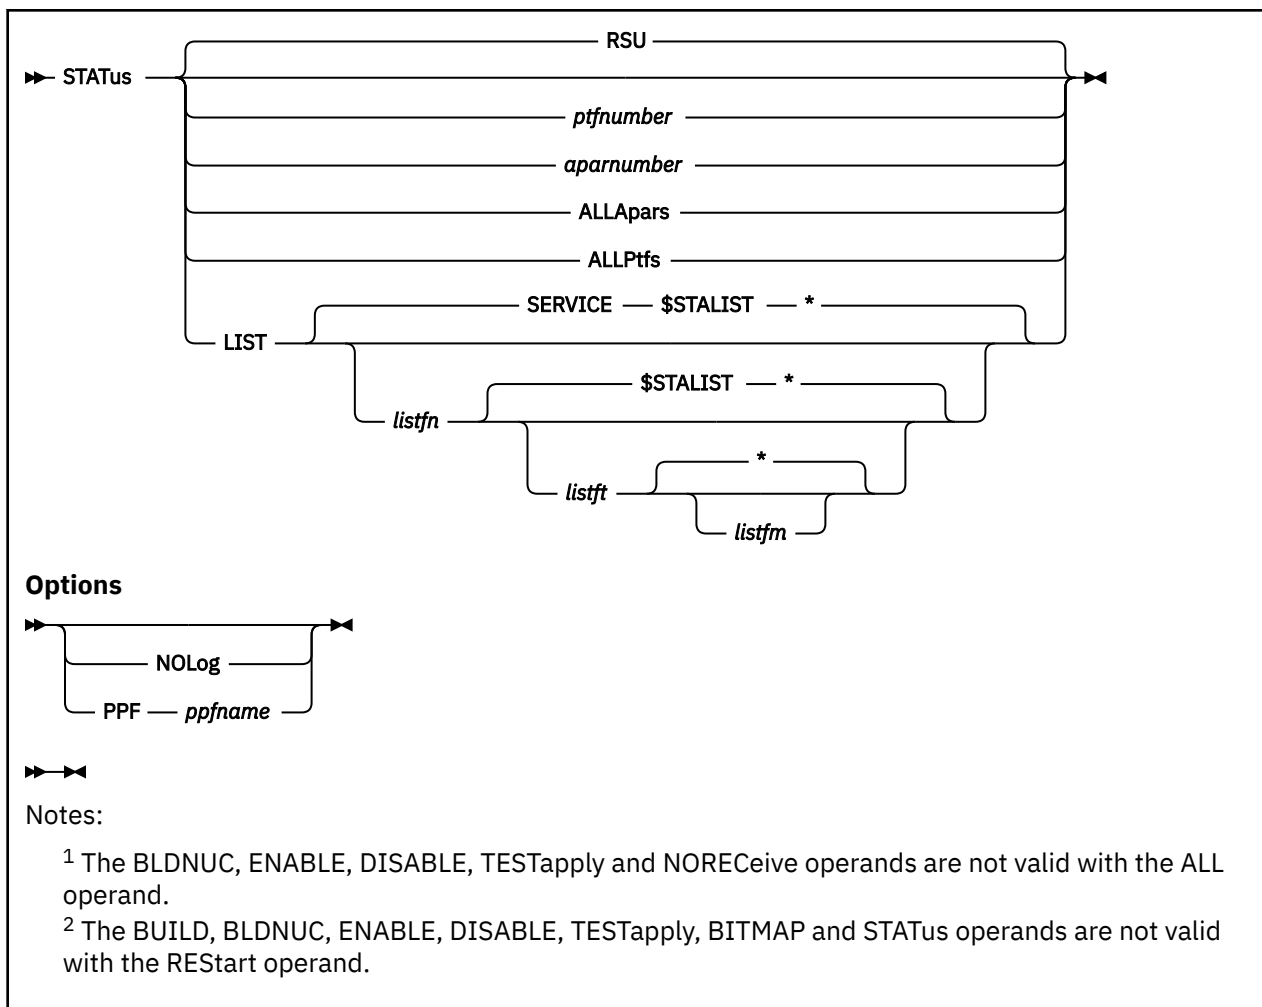 RSU
STATus
ptfnumber
aparnumber
ALLApars
ALLPtfs
SERVICE $STALIST *
LIST
$STALIST *
listfn
*
listft
listfm
Options
NOLog
PPF ppfname
Notes:
1 The BLDNUC, ENABLE, DISABLE, TESTapply and NORECeive operands are not valid with the ALL
operand.
2 The BUILD, BLDNUC, ENABLE, DISABLE, TESTapply, BITMAP and STATus operands are not valid
with the REStart operand.